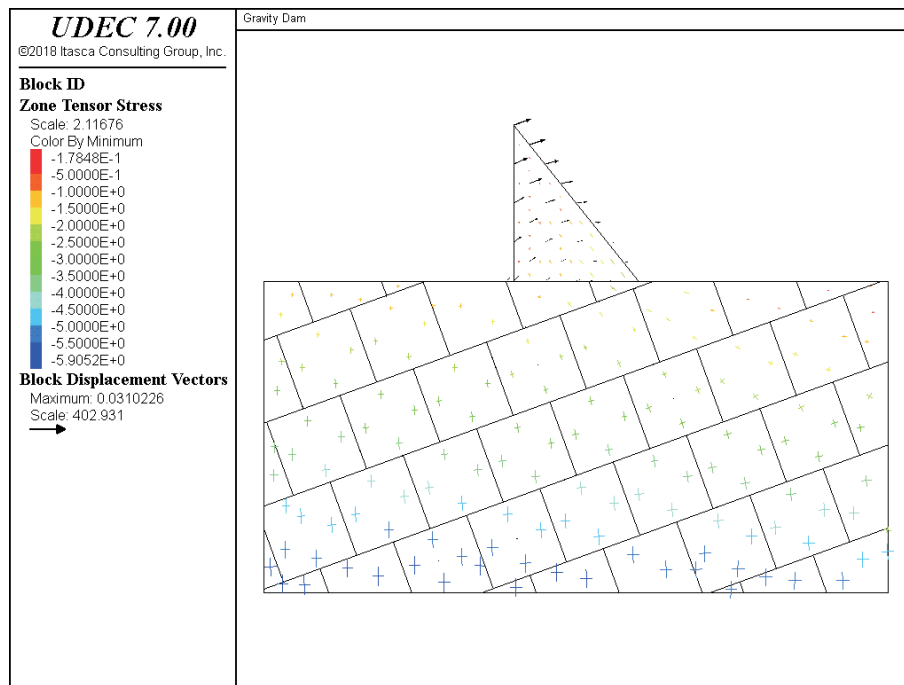 UDEC 7.00
©2018 Itasca Consulting Group, Inc.
Block ID
Zone Tensor Stress
Scale: 2.11676
Color By Minimum
-1.7848E-1
-5.0000E-1
-1.0000E+0
-1.5000E+0
-2.0000E+0
-2.5000E+0
-3.0000E+0
-3.5000E+0
-4.0000E+0
-4.5000E+0
-5.0000E+0
-5.5000E+0
-5.9052E+0
Block Displacement Vectors
Maximum: 0.0310226
Scale: 402.931
Gravity Dam